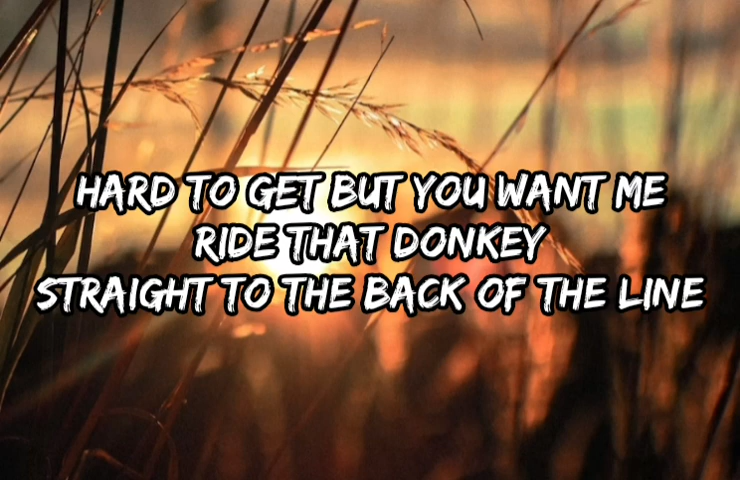 HARD TO GET BUT YOU WANT ME
RIDE THAT DONKEY
STRAIGHT TO THE BACK OF THE LINE